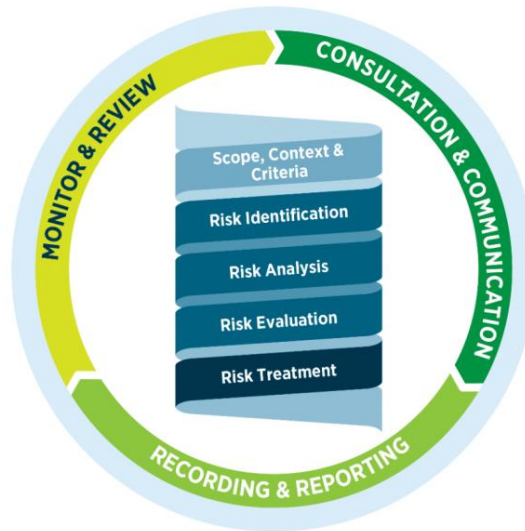 MONITOR & REVIEW
CONSULTATION & COMMUNICATION
Scope, Context &
Criteria
Risk Identification
Risk Analysis
Risk Evaluation
Risk Treatment
RECORDING & REPORTING